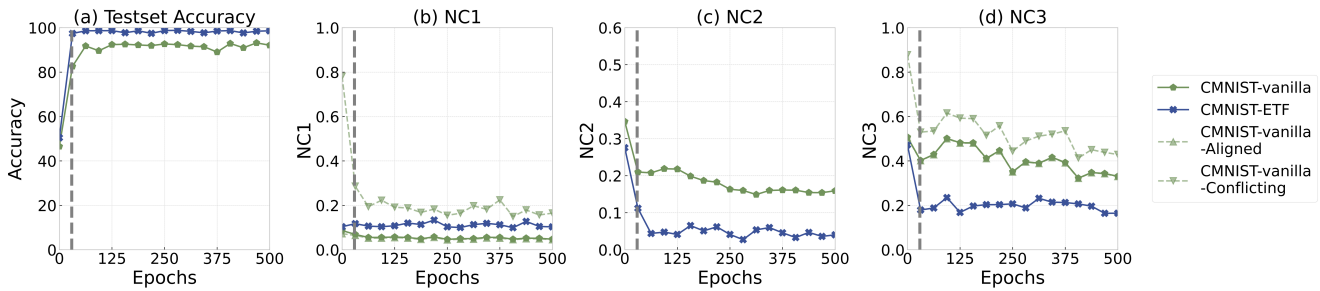 (a) Testset Accuracy
100
80
60
40
20
0
0 125 250 375 500
Accuracy
Epochs
(b) NC1
1.0
0.8
0.6
0.4
0.2
0.0
0 125 250 375 500
NC1
Epochs
(c) NC2
0.6
0.5
0.4
0.3
0.2
0.1
0.0
0 125 250 375 500
NC2
Epochs
(d) NC3
1.0
0.8
0.6
0.4
0.2
0.0
0 125 250 375 500
NC3
Epochs
CMNIST-vanilla
CMNIST-ETF
CMNIST-vanilla
-Aligned
CMNIST-vanilla
-Conflicting